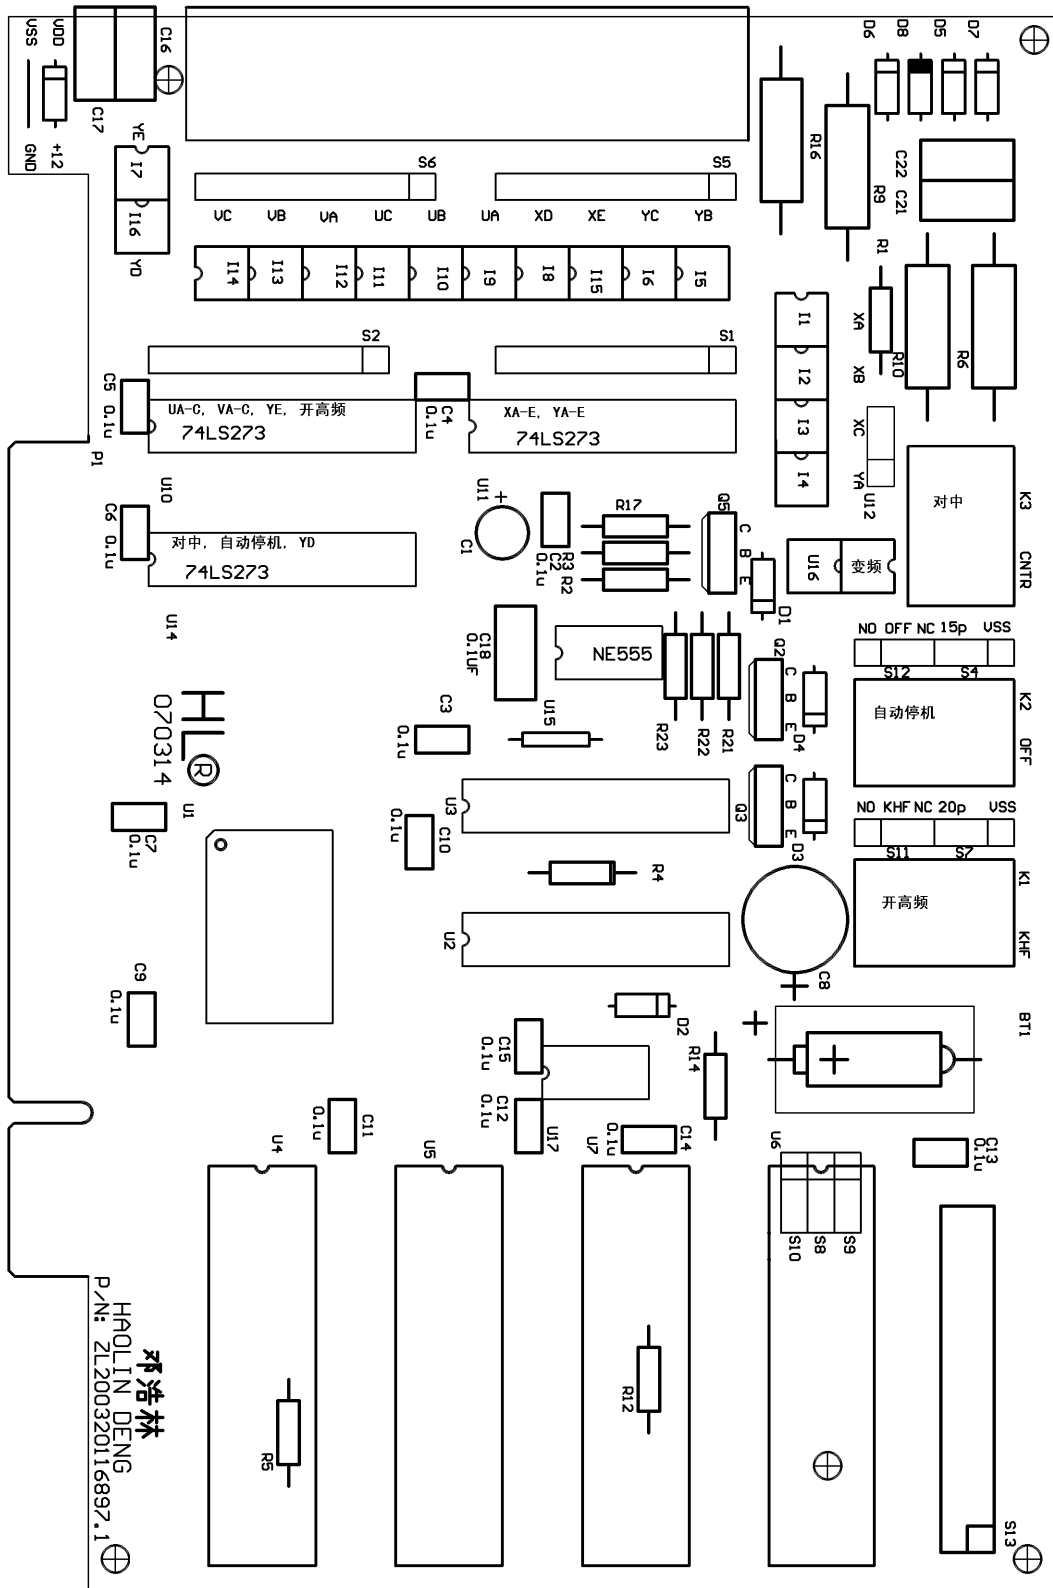 VSS
VDD
C16
D6
D8
D5
D7
C17
GND
+12
YE
I7
I16
YD
S6
S5
VC
VB
VA
UC
UB
UA
XD
XE
YC
YB
R16
R9
C22
C21
I14
I13
I12
I11
I10
I9
I8
I15
I6
I5
R1
XA
XB
XC
YA
R10
R6
I1
I2
I3
I4
S2
S1
C5
0.1u
UA-C, VA-C, YE, 开高频
74LS273
C4
0.1u
XA-E, YA-E
74LS273
P1
U10
U11
U12
C6
0.1u
对中, 自动停机, YD
74LS273
C1
C2
0.1u
R17
R3
R2
Q5
C
B
E
D1
U16
变频
对中
K3
CNTR
U14
C18
0.1UF
NE555
Q2
C
B
E
D4
NO OFF NC 15p VSS
S12
S4
自动停机
K2
OFF
HL®
070314
C3
0.1u
U15
R23
R22
R21
U1
C7
0.1u
C10
0.1u
U3
Q3
C
B
E
D3
NO KHF NC 20p VSS
S11
S7
R4
开高频
K1
KHF
U2
C8
C9
0.1u
D2
BT1
C15
0.1u
R14
C12
0.1u
U17
C11
0.1u
U4
U5
U7
0.1u
C14
U6
C13
0.1u
S10
S8
S9
R5
R12
S13
邓浩林
HAOLIN DENG
P/N: ZL200320116897.1